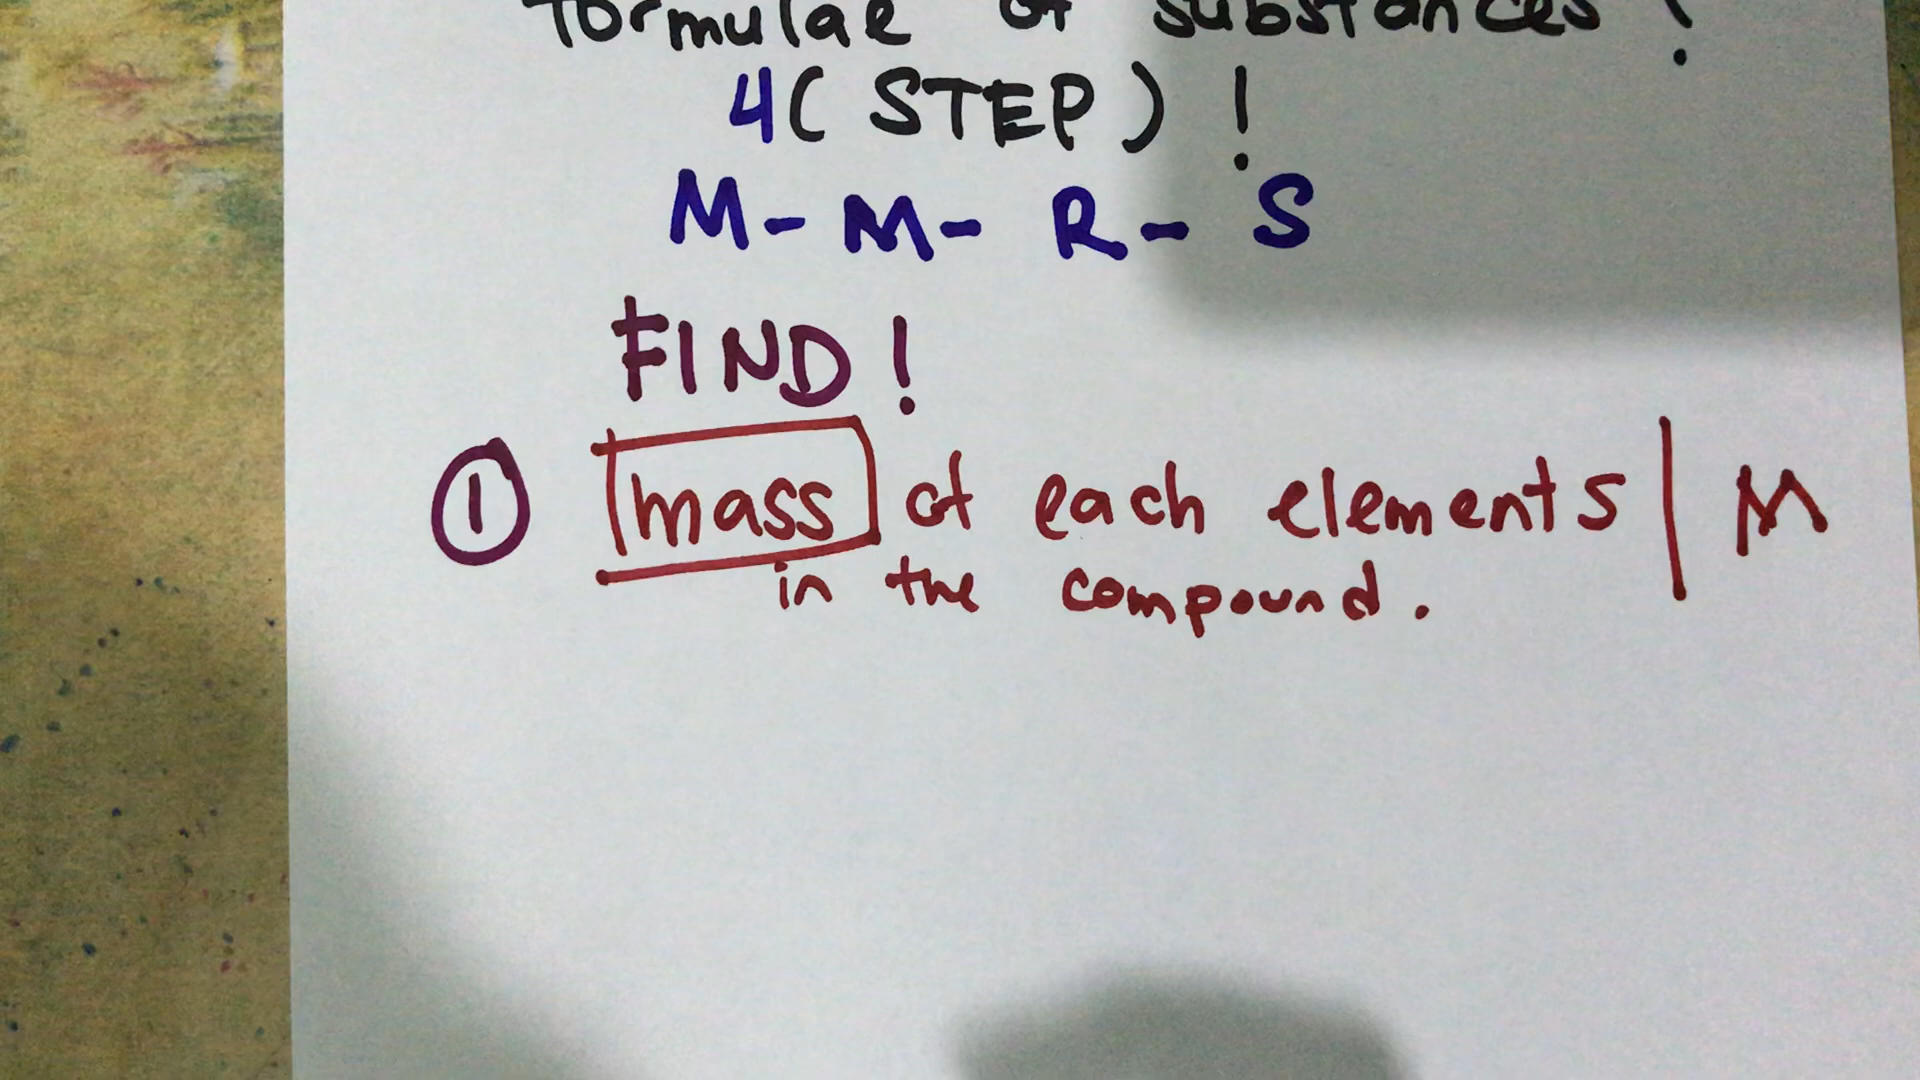 formulae of substances!
4( STEP ) !
M - M - R - S
FIND !
1 mass of each elements | M
in the compound.